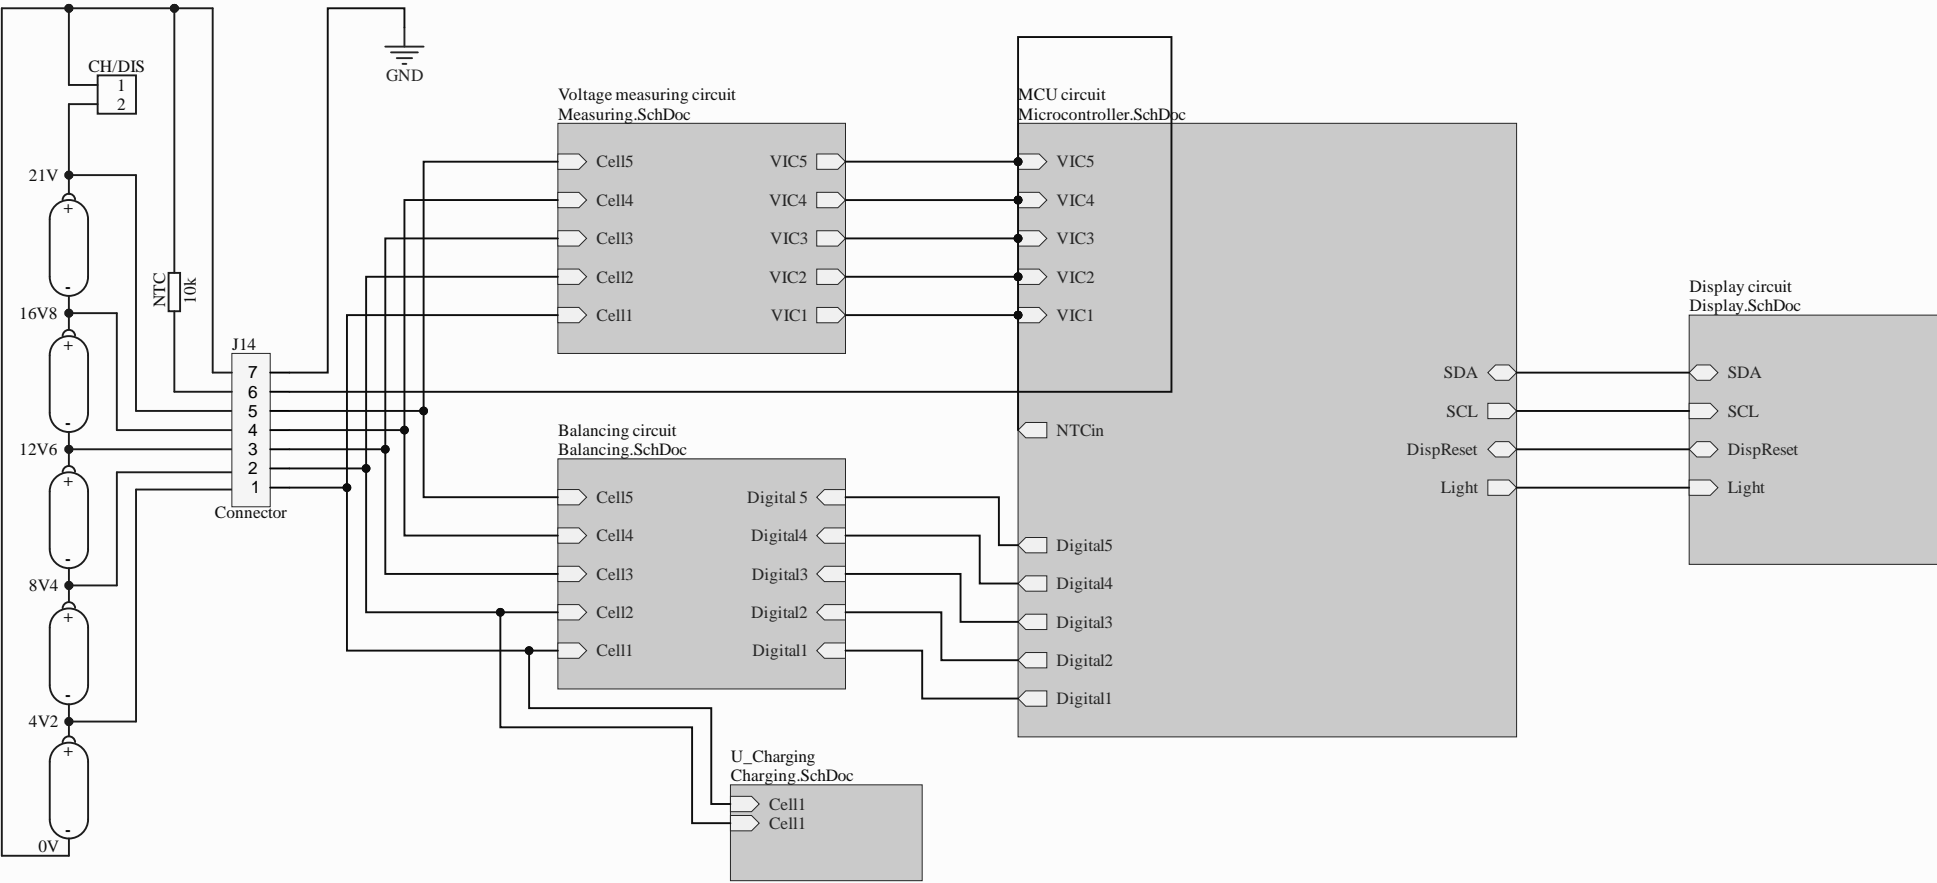 CH/DIS
1
2
GND
21V
+
-
16V8
+
-
12V6
+
-
8V4
+
-
4V2
+
-
0V
NTC
10k
J14
7
6
5
4
3
2
1
Connector
Voltage measuring circuit
Measuring.SchDoc
Cell5 VIC5
Cell4 VIC4
Cell3 VIC3
Cell2 VIC2
Cell1 VIC1
Balancing circuit
Balancing.SchDoc
Cell5 Digital 5
Cell4 Digital4
Cell3 Digital3
Cell2 Digital2
Cell1 Digital1
U_Charging
Charging.SchDoc
Cell1
Cell1
MCU circuit
Microcontroller.SchDoc
VIC5
VIC4
VIC3
VIC2
VIC1
NTCin
Digital5
Digital4
Digital3
Digital2
Digital1
SDA
SCL
DispReset
Light
Display circuit
Display.SchDoc
SDA
SCL
DispReset
Light